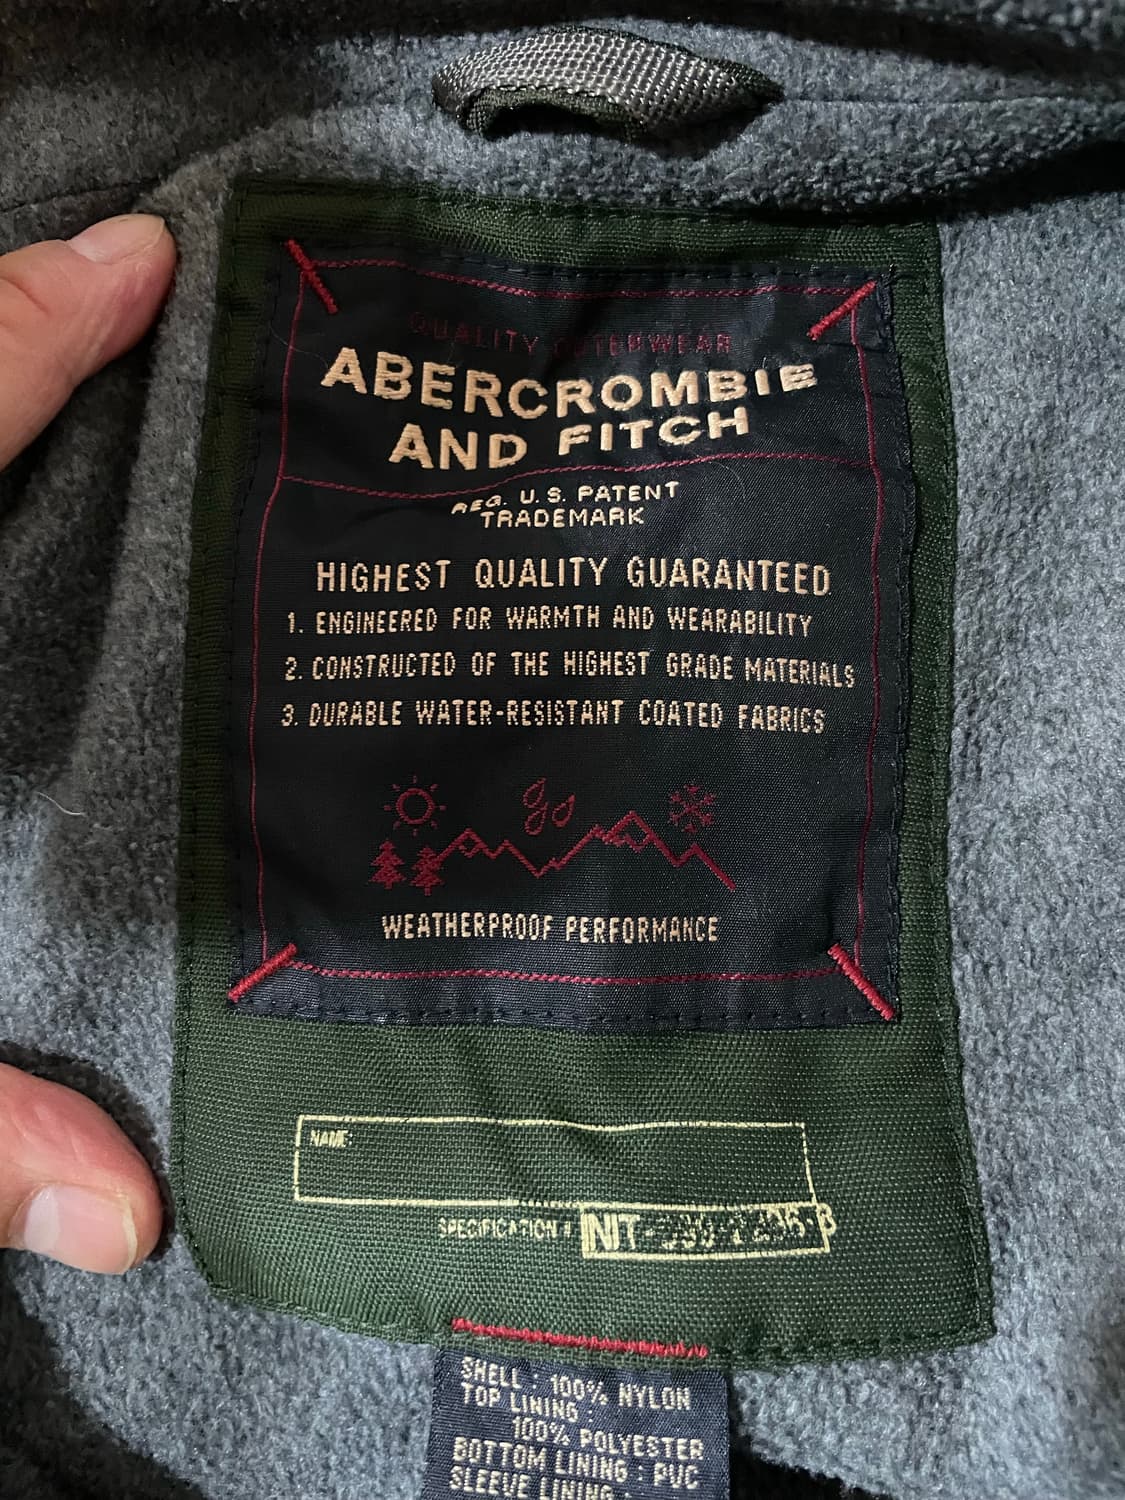 QUALITY OUTERWEAR
ABERCROMBIE
AND FITCH
REG. U.S. PATENT
TRADEMARK
HIGHEST QUALITY GUARANTEED
1. ENGINEERED FOR WARMTH AND WEARABILITY
2. CONSTRUCTED OF THE HIGHEST GRADE MATERIALS
3. DURABLE WATER-RESISTANT COATED FABRICS
WEATHERPROOF PERFORMANCE
NAME:
SPECIFICATION # NIT-
SHELL : 100% NYLON
TOP LINING :
100% POLYESTER
BOTTOM LINING : PVC
SLEEVE LINING :